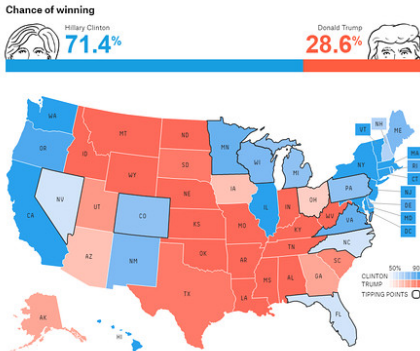 Chance of winning
Hillary Clinton
71.4%
Donald Trump
28.6%
WA
OR
CA
NV
ID
MT
WY
UT
AZ
CO
NM
ND
SD
NE
KS
OK
TX
MN
IA
MO
AR
LA
WI
IL
MI
IN
OH
KY
TN
MS
AL
GA
FL
SC
NC
VA
WV
PA
NY
VT
NH
ME
MA
RI
CT
NJ
DE
MD
DC
AK
HI
50%
80
CLINTON
TRUMP
TIPPING POINTS